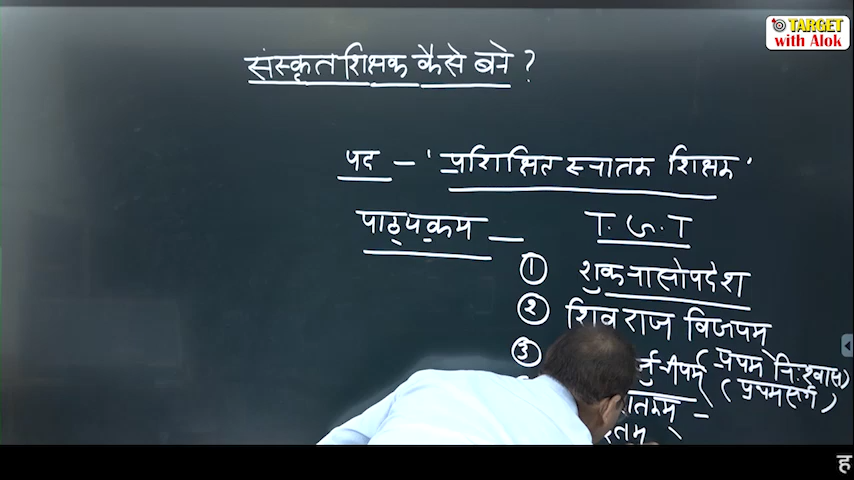 TARGET
with Alok
संस्कृत शिक्षक कैसे बने ?
पद – ' प्रशिक्षित स्नातक शिक्षक '
पाठ्यक्रम – T. G. T
① शुकनासोपदेश
② शिवराज विजयम्
प्रथम निःश्वास)
③
(प्रथमसर्ग)
ह